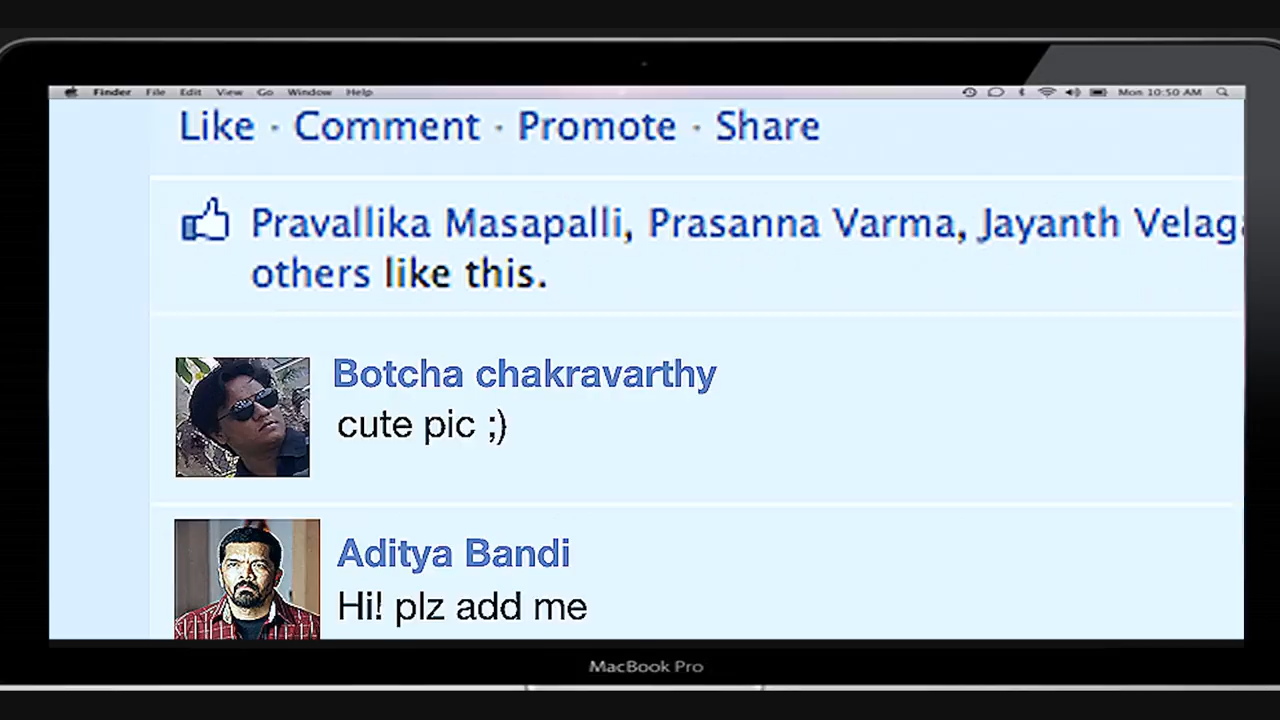 Finder File Edit View Go Window Help Mon 10:50 AM
Like · Comment · Promote · Share
Pravallika Masapalli, Prasanna Varma, Jayanth Velaga
others like this.
Botcha chakravarthy
cute pic ;)
Aditya Bandi
Hi! plz add me
MacBook Pro